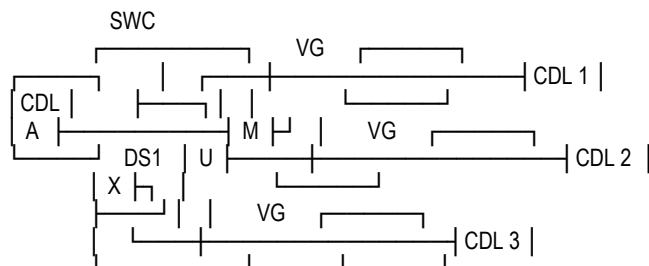 SWC
VG
CDL 1
CDL
A M VG
DS1 U CDL 2
X
VG
CDL 3